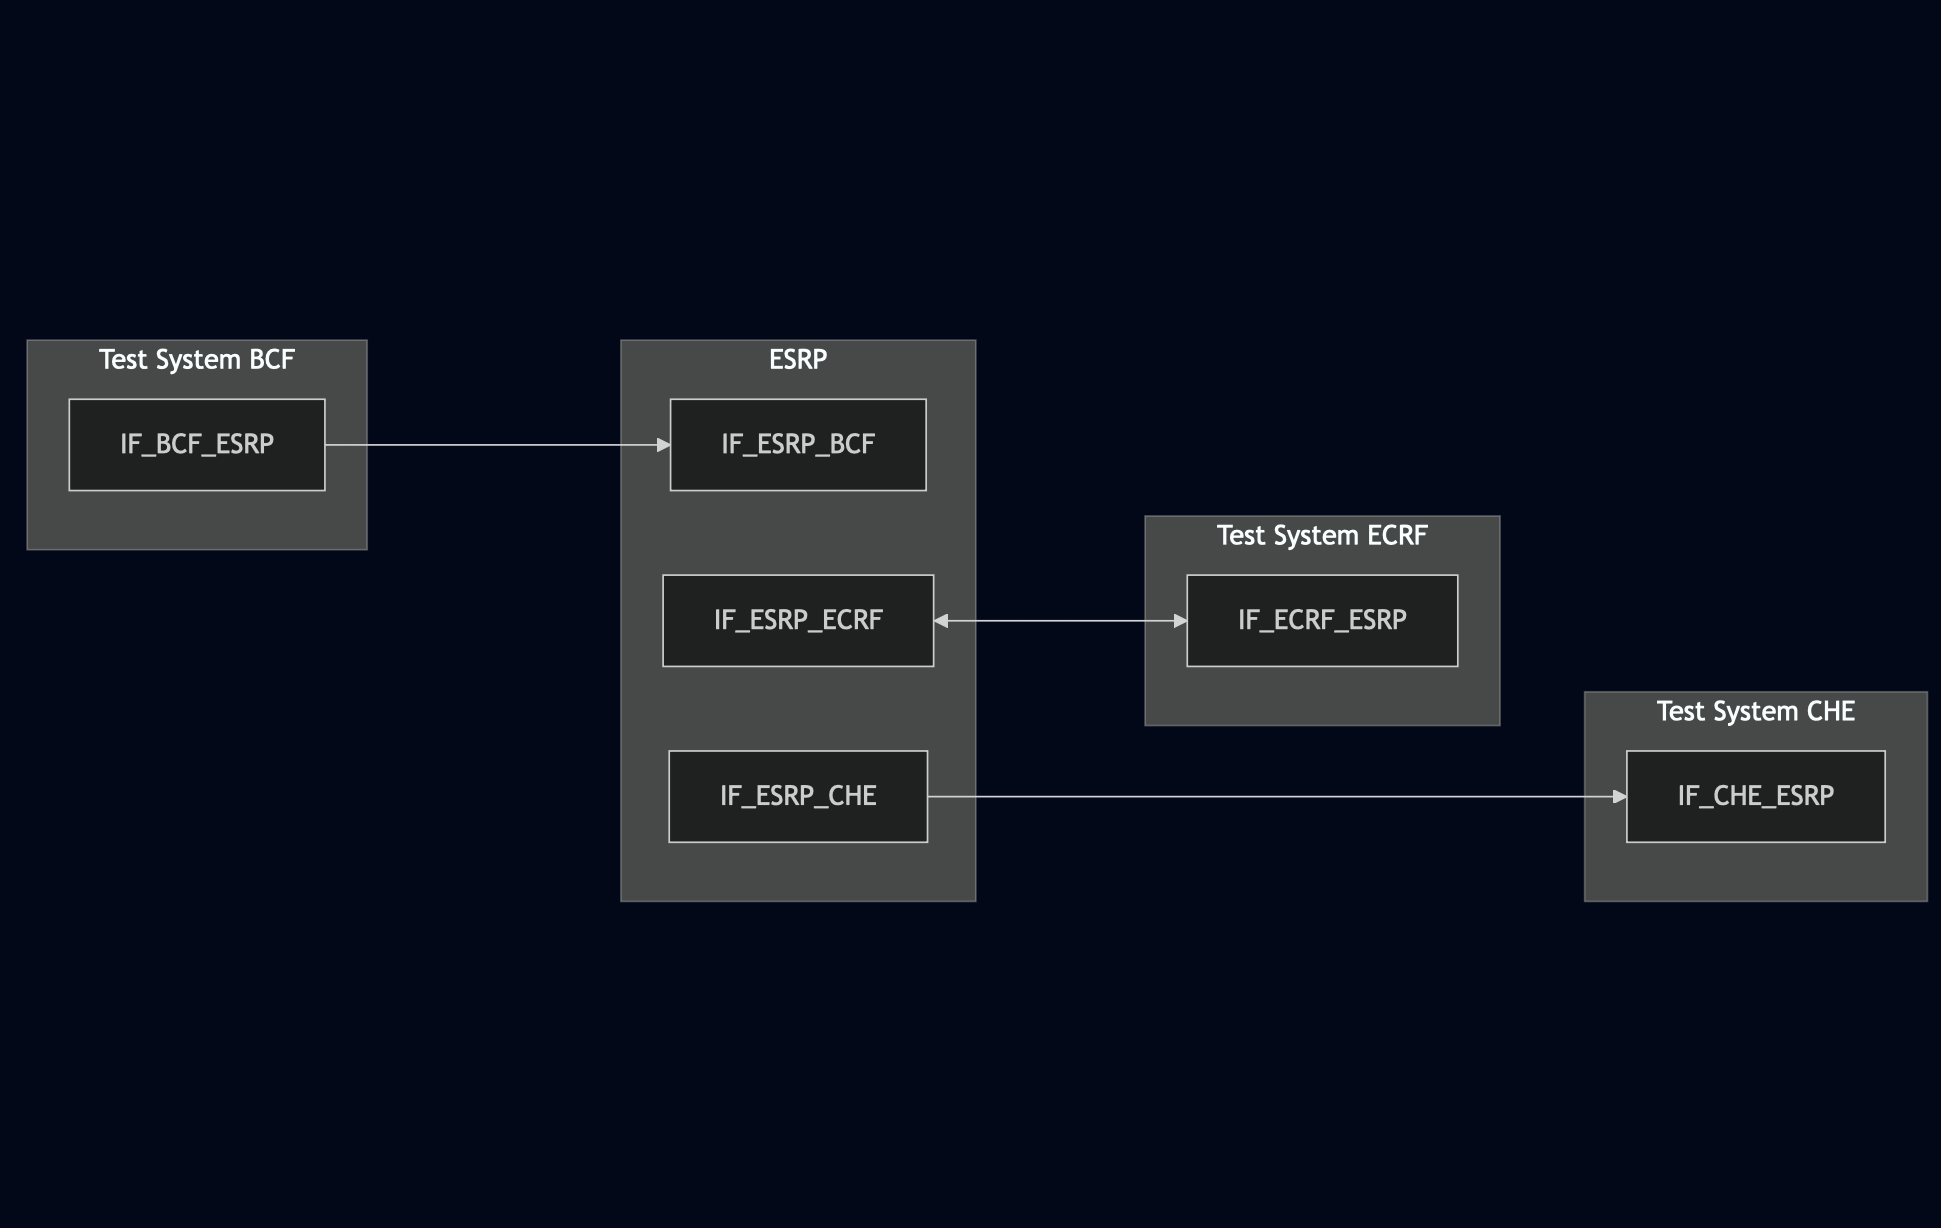 Test System BCF
IF_BCF_ESRP
ESRP
IF_ESRP_BCF
IF_ESRP_ECRF
IF_ESRP_CHE
Test System ECRF
IF_ECRF_ESRP
Test System CHE
IF_CHE_ESRP